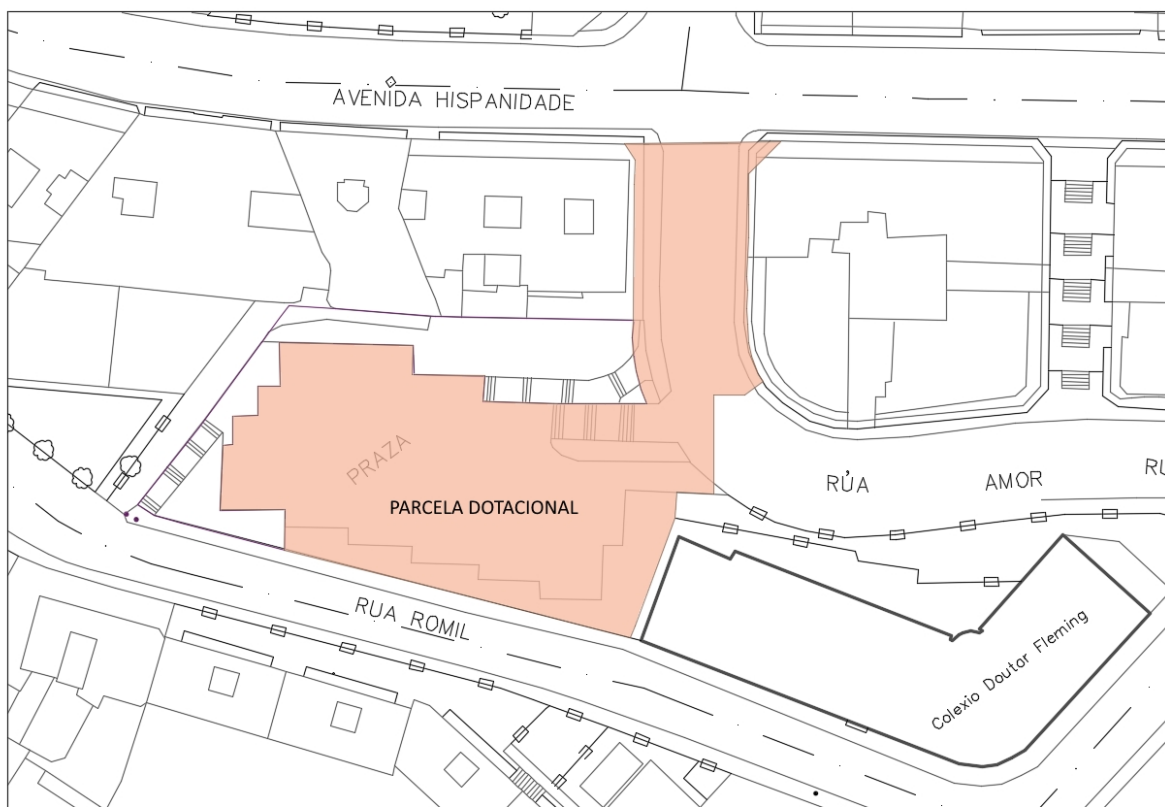 AVENIDA HISPANIDADE
PRAZA
PARCELA DOTACIONAL
RÚA AMOR RU
RUA ROMIL
Colexio Doutor Fleming